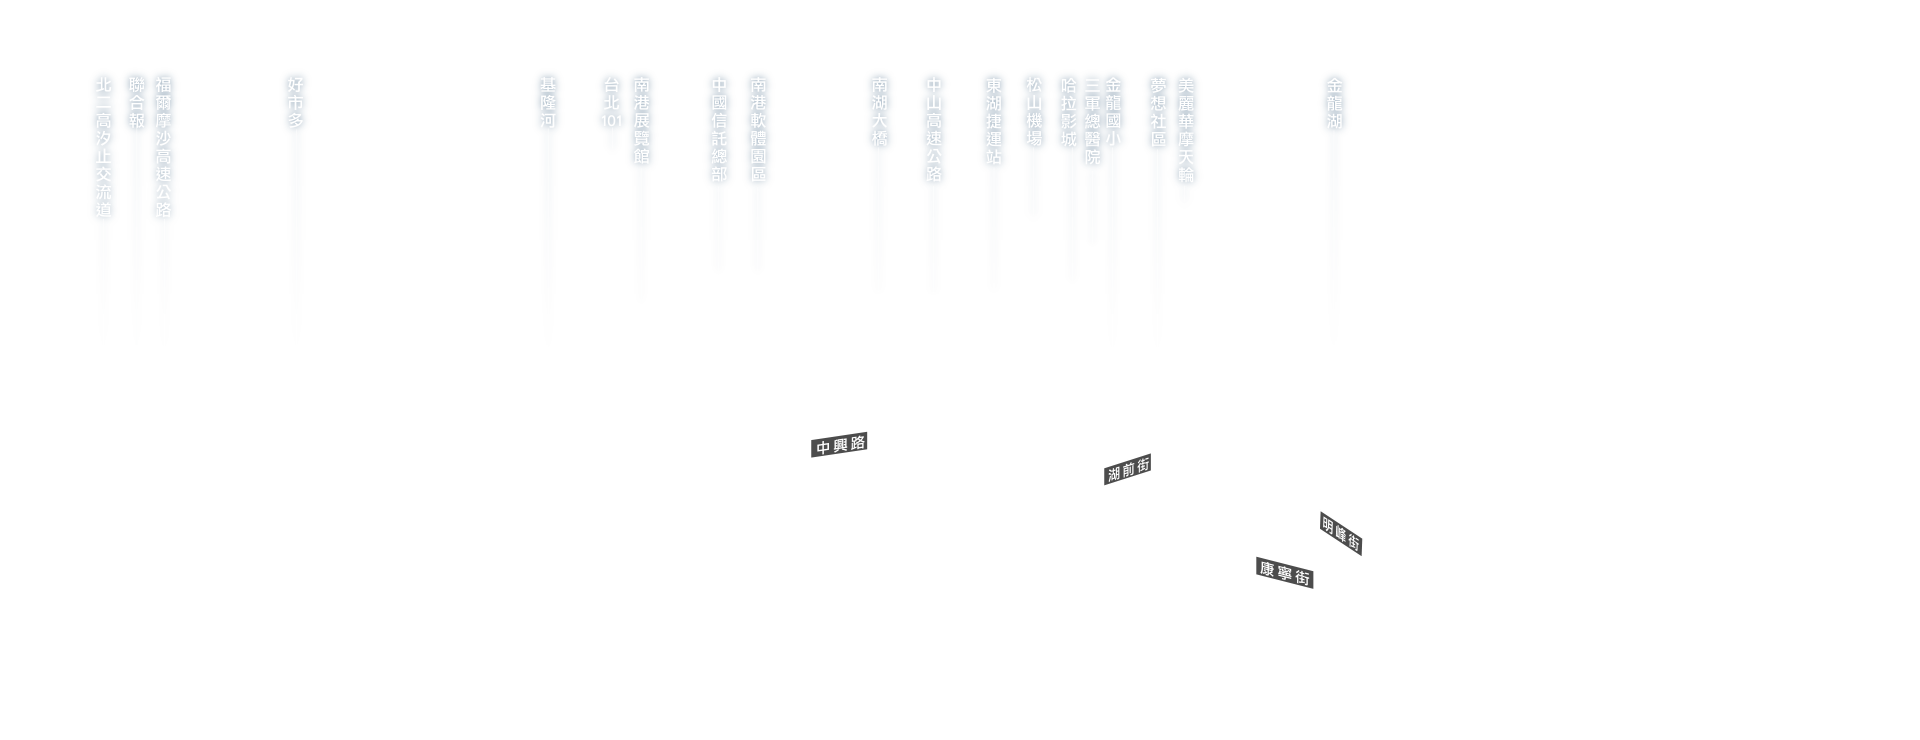 北二高汐止交流道
聯合報
福爾摩沙高速公路
好市多
基隆河
台北101
南港展覽館
中國信託總部
南港軟體園區
南湖大橋
中山高速公路
東湖捷運站
松山機場
哈拉影城
三軍總醫院
金龍國小
夢想社區
美麗華摩天輪
金龍湖
中興路
湖前街
明峰街
康寧街